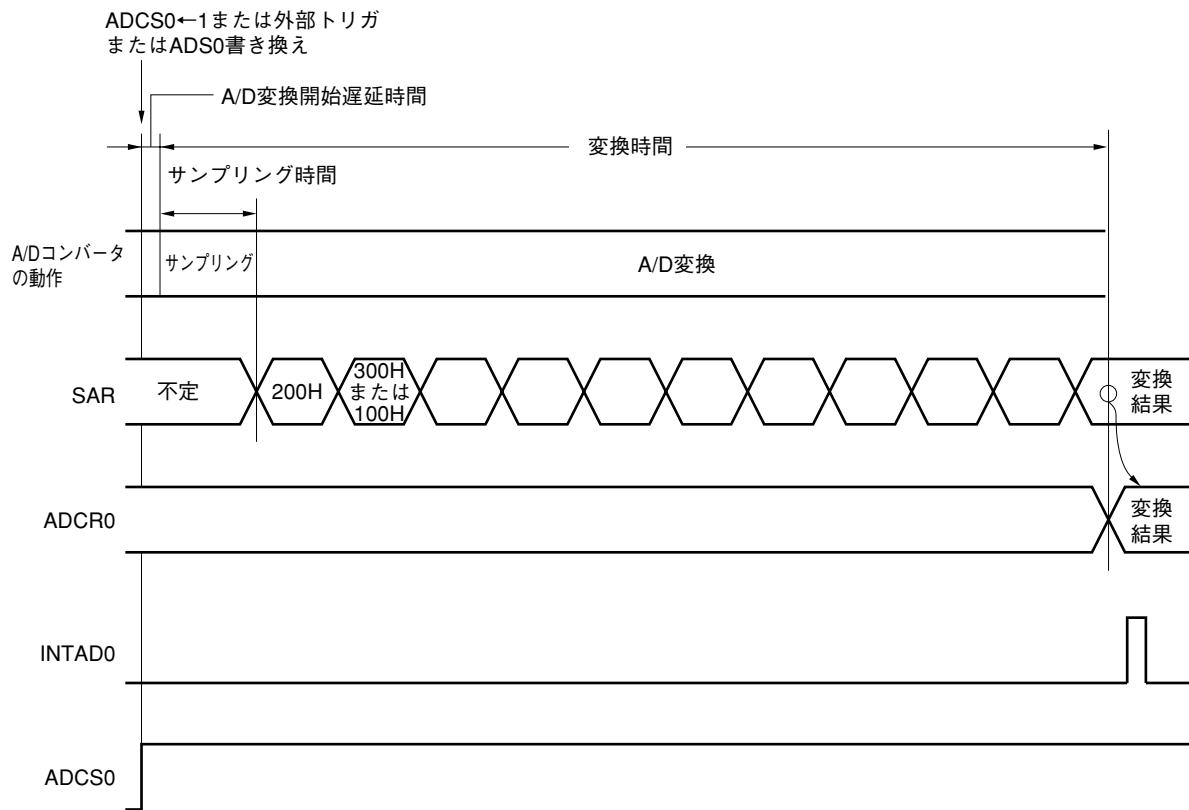 ADCS0←1または外部トリガ
またはADS0書き換え
A/D変換開始遅延時間
変換時間
サンプリング時間
A/Dコンバータ
の動作
サンプリング
A/D変換
SAR
不定
200H
300H
または
100H
変換
結果
ADCR0
変換
結果
INTAD0
ADCS0